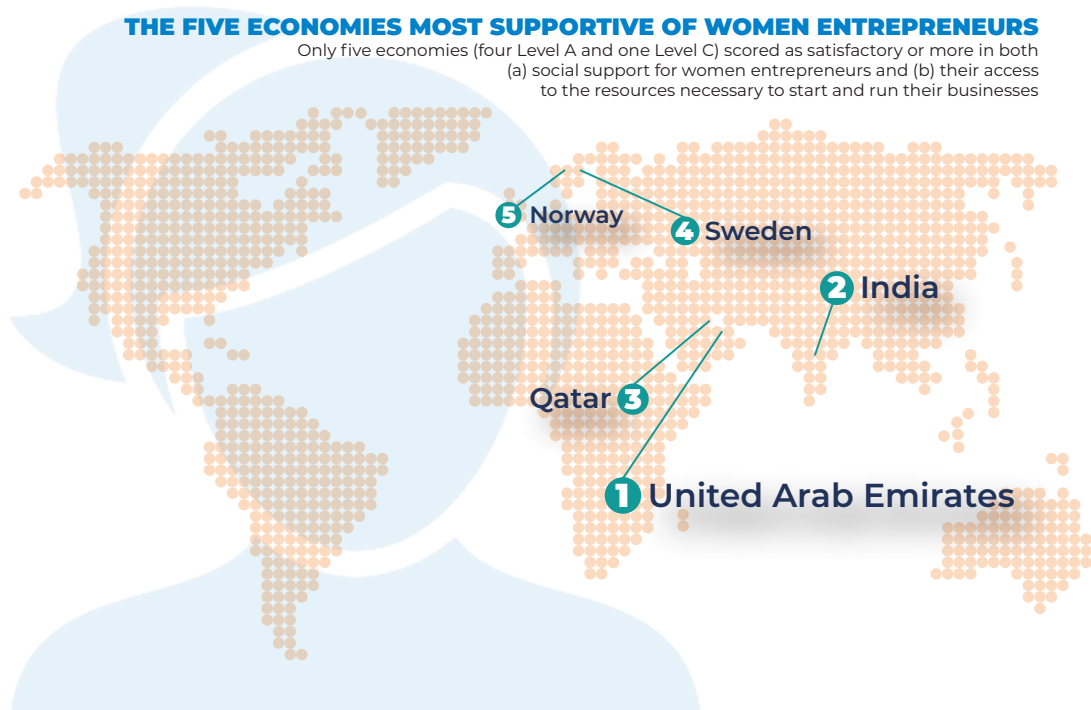 THE FIVE ECONOMIES MOST SUPPORTIVE OF WOMEN ENTREPRENEURS
Only five economies (four Level A and one Level C) scored as satisfactory or more in both
(a) social support for women entrepreneurs and (b) their access
to the resources necessary to start and run their businesses
5 Norway
4 Sweden
2 India
Qatar 3
1 United Arab Emirates